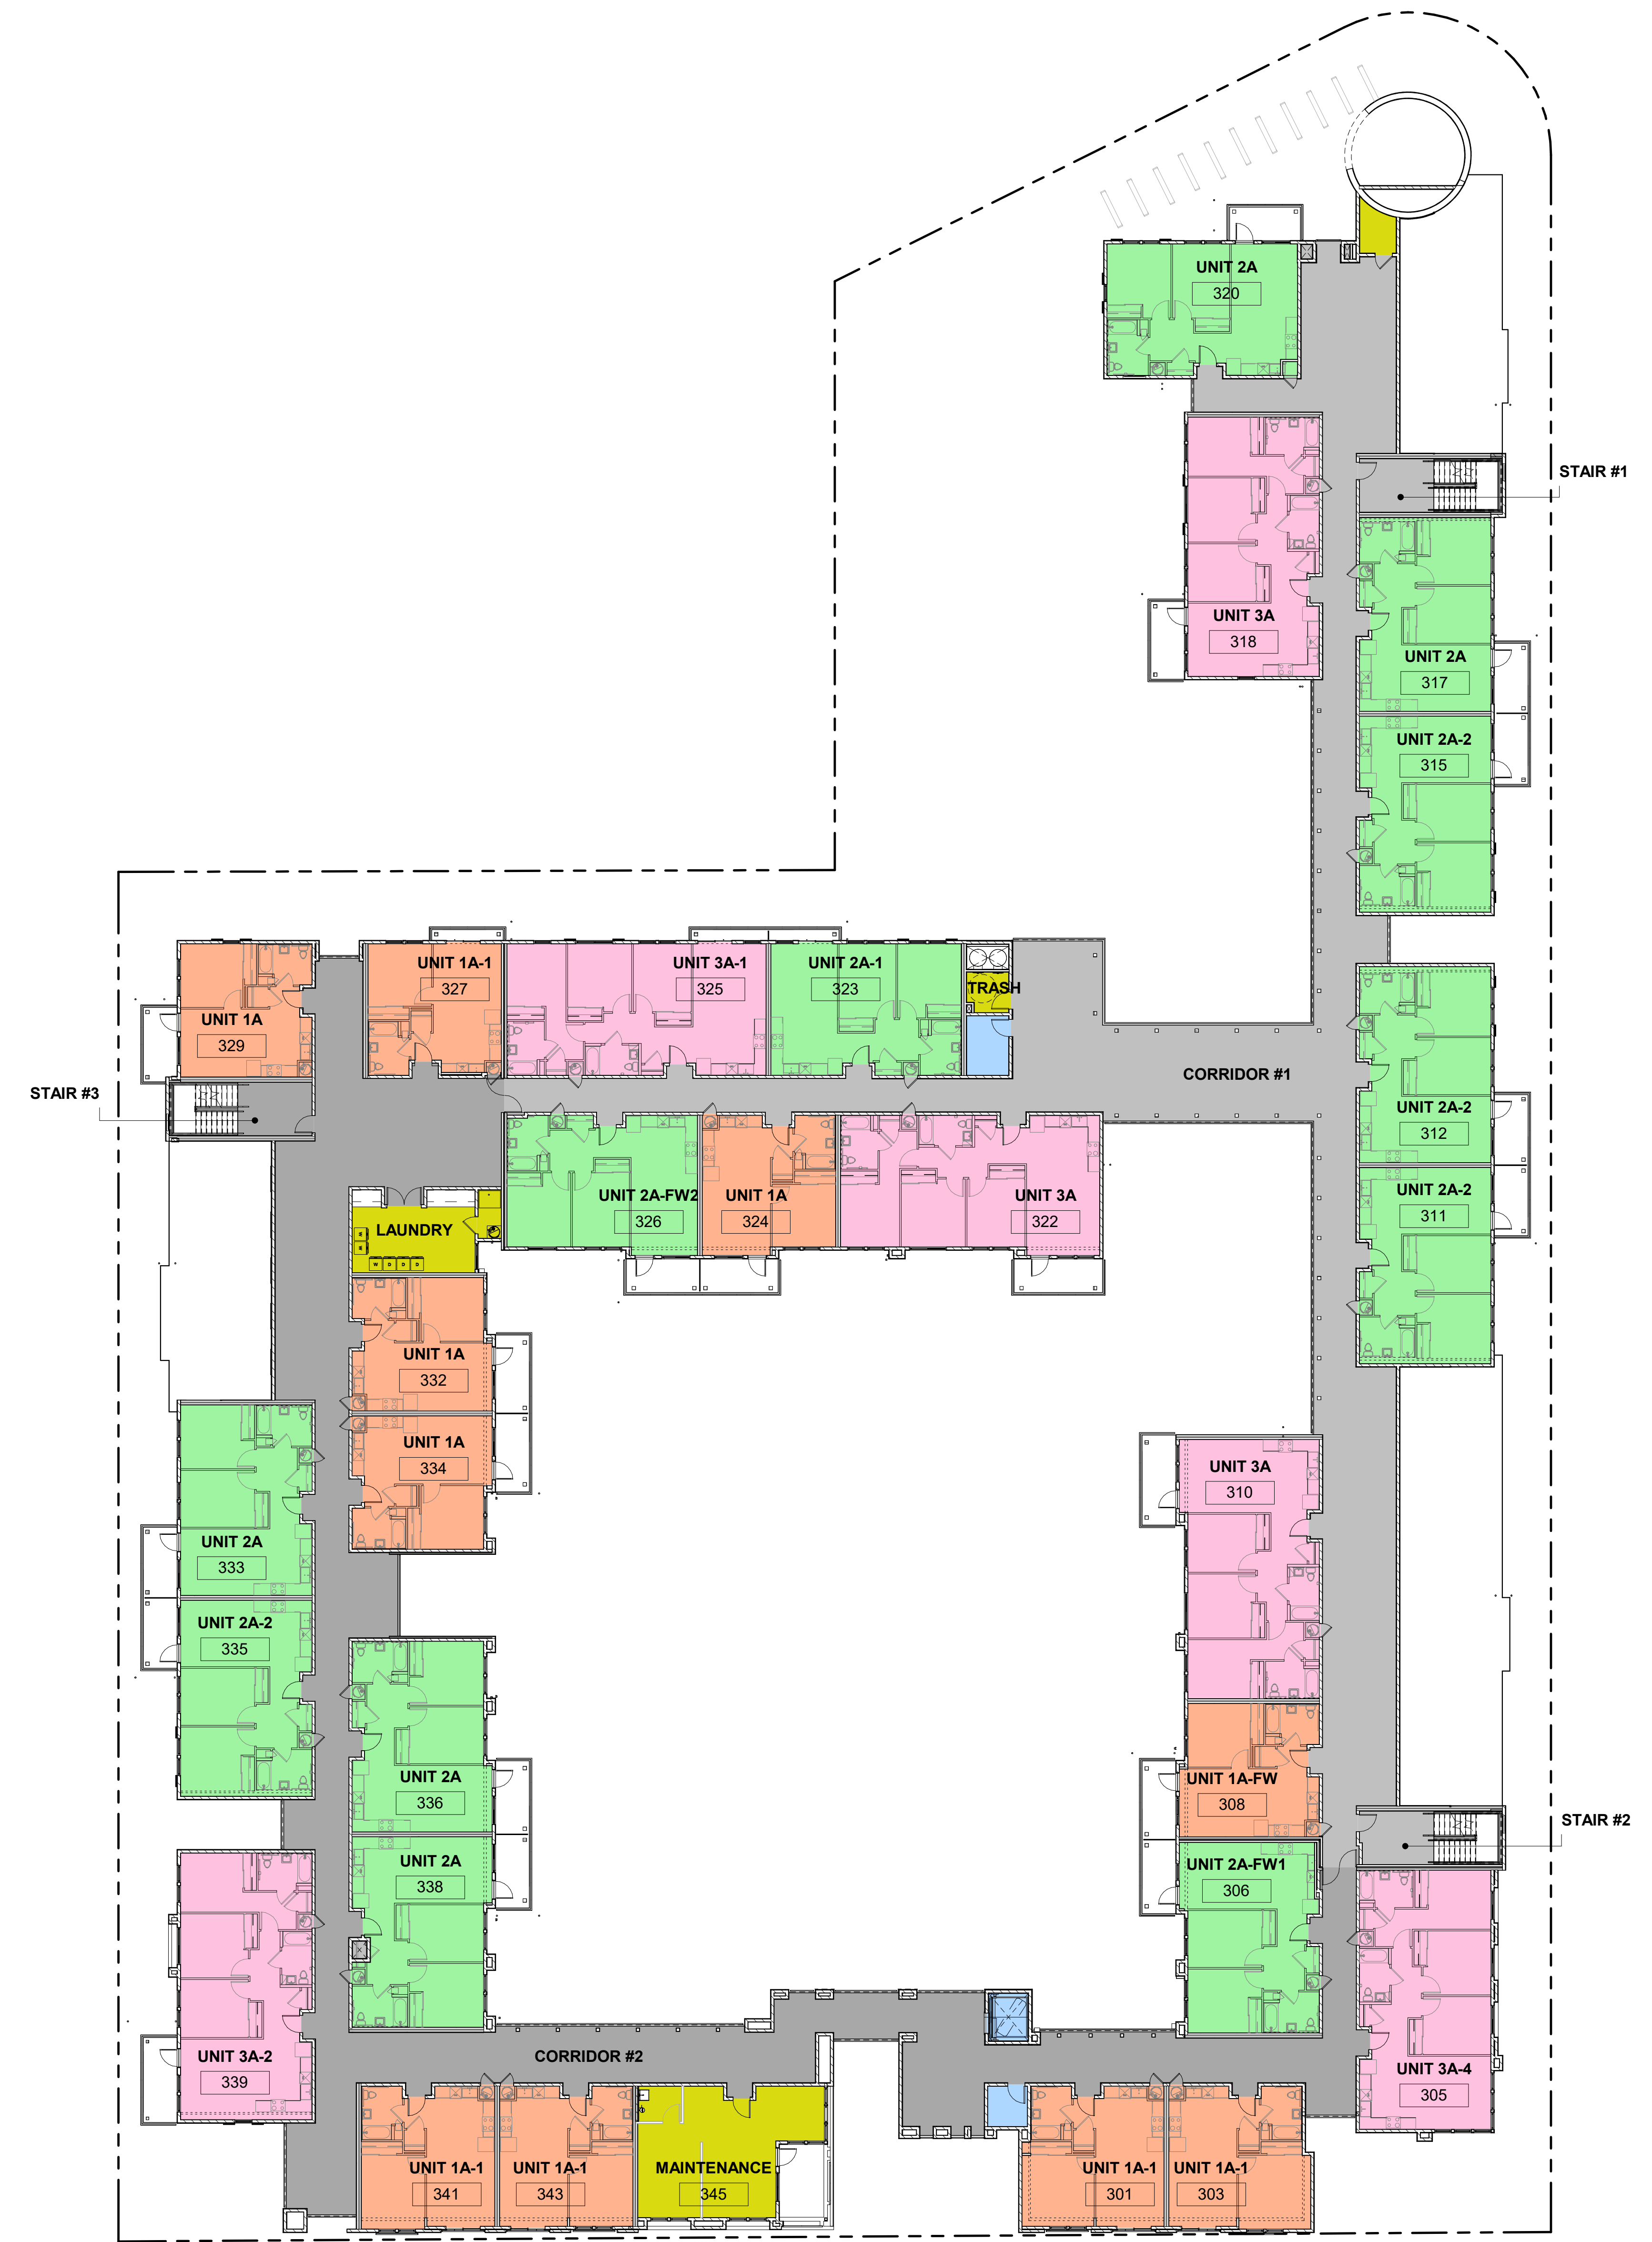 UNIT 2A
320
STAIR #1
UNIT 3A
318
UNIT 2A
317
UNIT 2A-2
315
UNIT 1A-1
327
UNIT 3A-1
325
UNIT 2A-1
323
TRASH
UNIT 1A
329
CORRIDOR #1
STAIR #3
UNIT 2A-2
312
UNIT 2A-FW2
326
UNIT 1A
324
UNIT 3A
322
UNIT 2A-2
311
LAUNDRY
W
D
D
D
UNIT 1A
332
UNIT 1A
334
UNIT 3A
310
UNIT 2A
333
UNIT 2A-2
335
UNIT 2A
336
UNIT 1A-FW
308
STAIR #2
UNIT 2A
338
UNIT 2A-FW1
306
UNIT 3A-2
339
CORRIDOR #2
UNIT 3A-4
305
UNIT 1A-1
341
UNIT 1A-1
343
MAINTENANCE
345
UNIT 1A-1
301
UNIT 1A-1
303